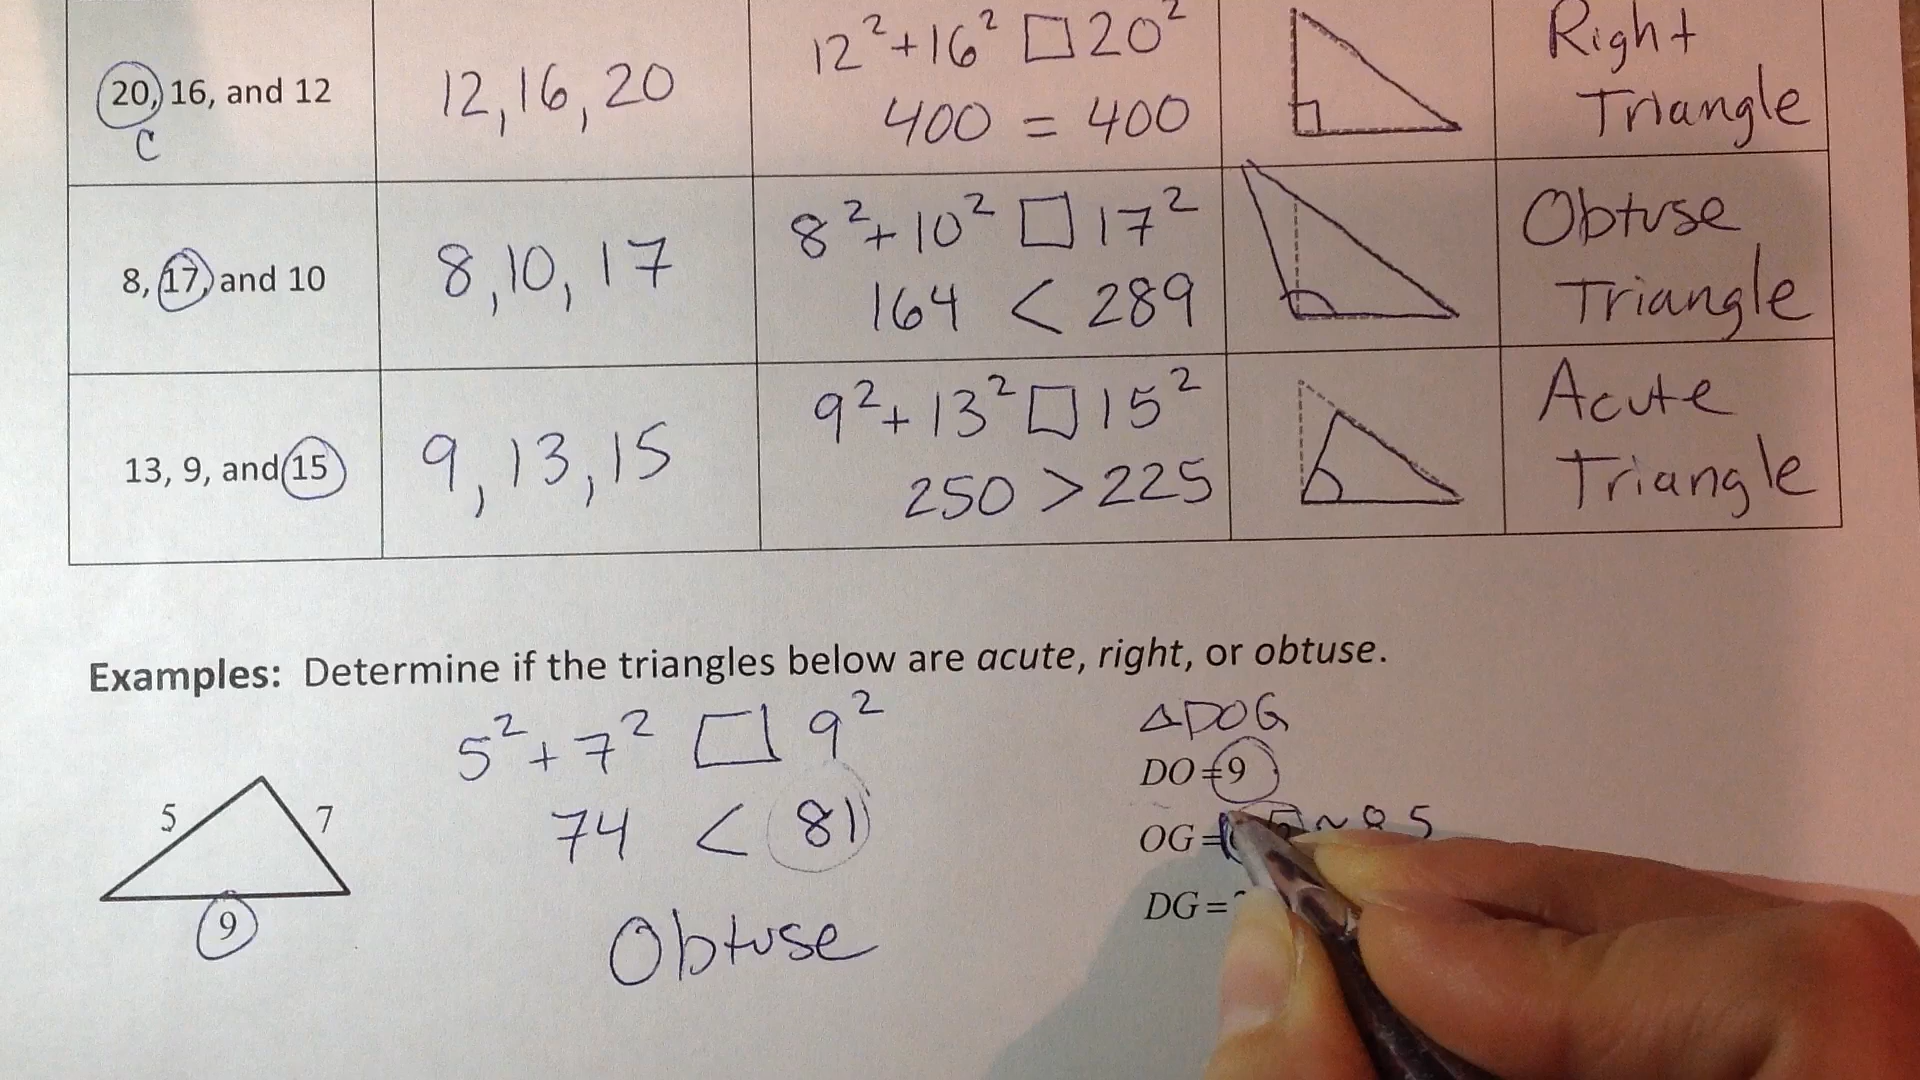 20, 16, and 12
C
12, 16, 20
12² + 16² □ 20²
400 = 400
Right
Triangle
8, 17, and 10
8, 10, 17
8² + 10² □ 17²
164 < 289
Obtuse
Triangle
13, 9, and 15
9, 13, 15
9² + 13² □ 15²
250 > 225
Acute
Triangle
Examples: Determine if the triangles below are acute, right, or obtuse.
5
7
9
5² + 7² □ 9²
74 < 81
Obtuse
△DOG
DO = 9
OG = ~ 8.5
DG =